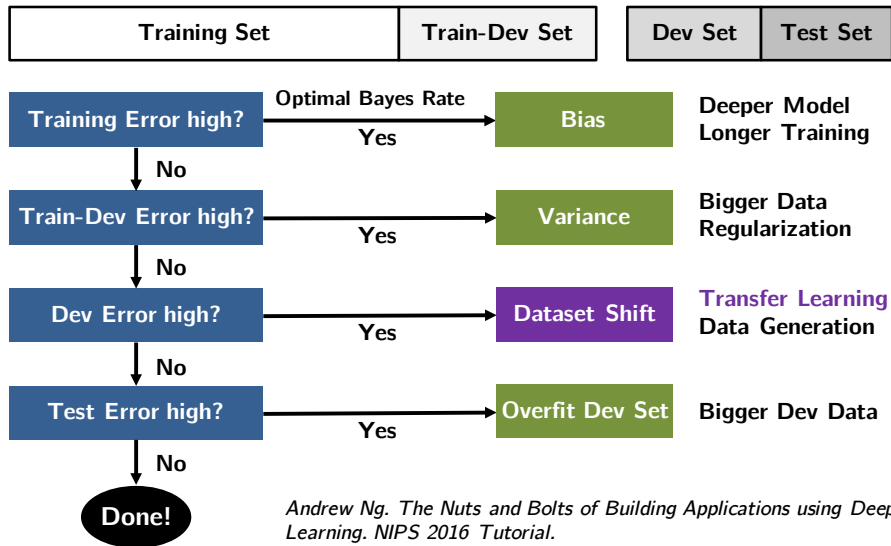 Training Set
Train-Dev Set
Dev Set
Test Set
Training Error high?
Optimal Bayes Rate
Yes
Bias
Deeper Model
Longer Training
No
Train-Dev Error high?
Yes
Variance
Bigger Data
Regularization
No
Dev Error high?
Yes
Dataset Shift
Transfer Learning
Data Generation
No
Test Error high?
Yes
Overfit Dev Set
Bigger Dev Data
No
Done!
Andrew Ng. The Nuts and Bolts of Building Applications using Deep
Learning. NIPS 2016 Tutorial.